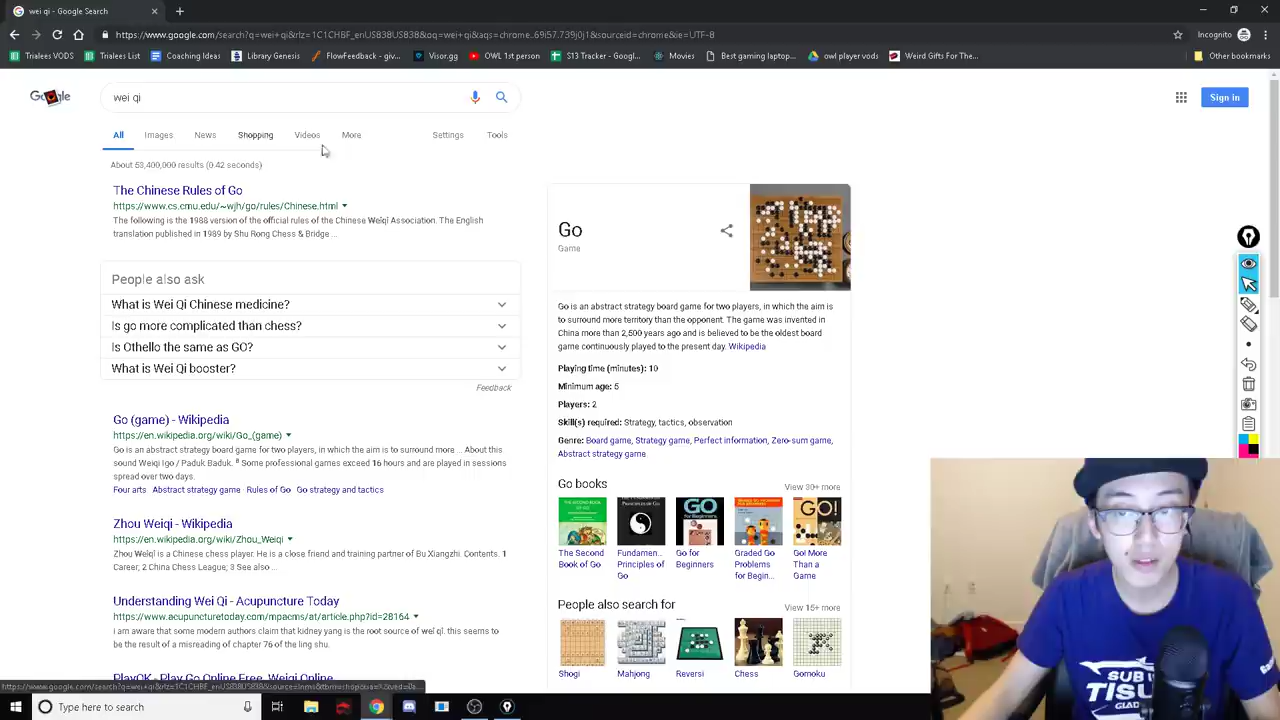 wei qi - Google Search
https://www.google.com/search?q=wei+qi&rlz=1C1CHBF_enUS838US838&oq=wei+qi&aqs=chrome..69i57.739j0j1&sourceid=chrome&ie=UTF-8
Incognito
Trialees VODS
Trialees List
Coaching Ideas
Library Genesis
FlowFeedback - giv...
Visor.gg
OWL 1st person
S13 Tracker - Googl...
Movies
Best gaming laptop...
owl player vods
Weird Gifts For The...
Other bookmarks
Google
wei qi
Sign in
All
Images
News
Shopping
Videos
More
Settings
Tools
About 53,400,000 results (0.42 seconds)
The Chinese Rules of Go
https://www.cs.cmu.edu/~wjh/go/rules/Chinese.html
The following is the 1988 version of the official rules of the Chinese Weiqi Association. The English
translation published in 1989 by Shu Rong Chess & Bridge ...
People also ask
What is Wei Qi Chinese medicine?
Is go more complicated than chess?
Is Othello the same as GO?
What is Wei Qi booster?
Feedback
Go (game) - Wikipedia
https://en.wikipedia.org/wiki/Go_(game)
Go is an abstract strategy board game for two players, in which the aim is to surround more ... About this
sound Weiqi Igo / Paduk Baduk. Some professional games exceed 16 hours and are played in sessions
spread over two days.
Four arts Abstract strategy game Rules of Go Go strategy and tactics
Zhou Weiqi - Wikipedia
https://en.wikipedia.org/wiki/Zhou_Weiqi
Zhou Weiqi is a Chinese chess player. He is a close friend and training partner of Bu Xiangzhi. Contents. 1
Career; 2 China Chess League; 3 See also ...
Understanding Wei Qi - Acupuncture Today
https://www.acupuncturetoday.com/mpacms/at/article.php?id=28164
I am aware that some modern authors claim that kidney yang is the root source of wei qi. this seems to
be the result of a misreading of chapter 76 of the ling shu.
PlayOK - Play Go Online Free, Weiqi Online
Go
Game
Go is an abstract strategy board game for two players, in which the aim is
to surround more territory than the opponent. The game was invented in
China more than 2,500 years ago and is believed to be the oldest board
game continuously played to the present day. Wikipedia
Playing time (minutes): 10
Minimum age: 5
Players: 2
Skill(s) required: Strategy, tactics, observation
Genre: Board game, Strategy game, Perfect information, Zero-sum game,
Abstract strategy game
Go books
View 30+ more
The Second
Book of Go
Fundamen...
Principles of
Go
Go for
Beginners
Graded Go
Problems
for Begin...
Go! More
Than a
Game
People also search for
View 15+ more
Shogi
Mahjong
Reversi
Chess
Gomoku
SUB
TISU
GLAD
Type here to search